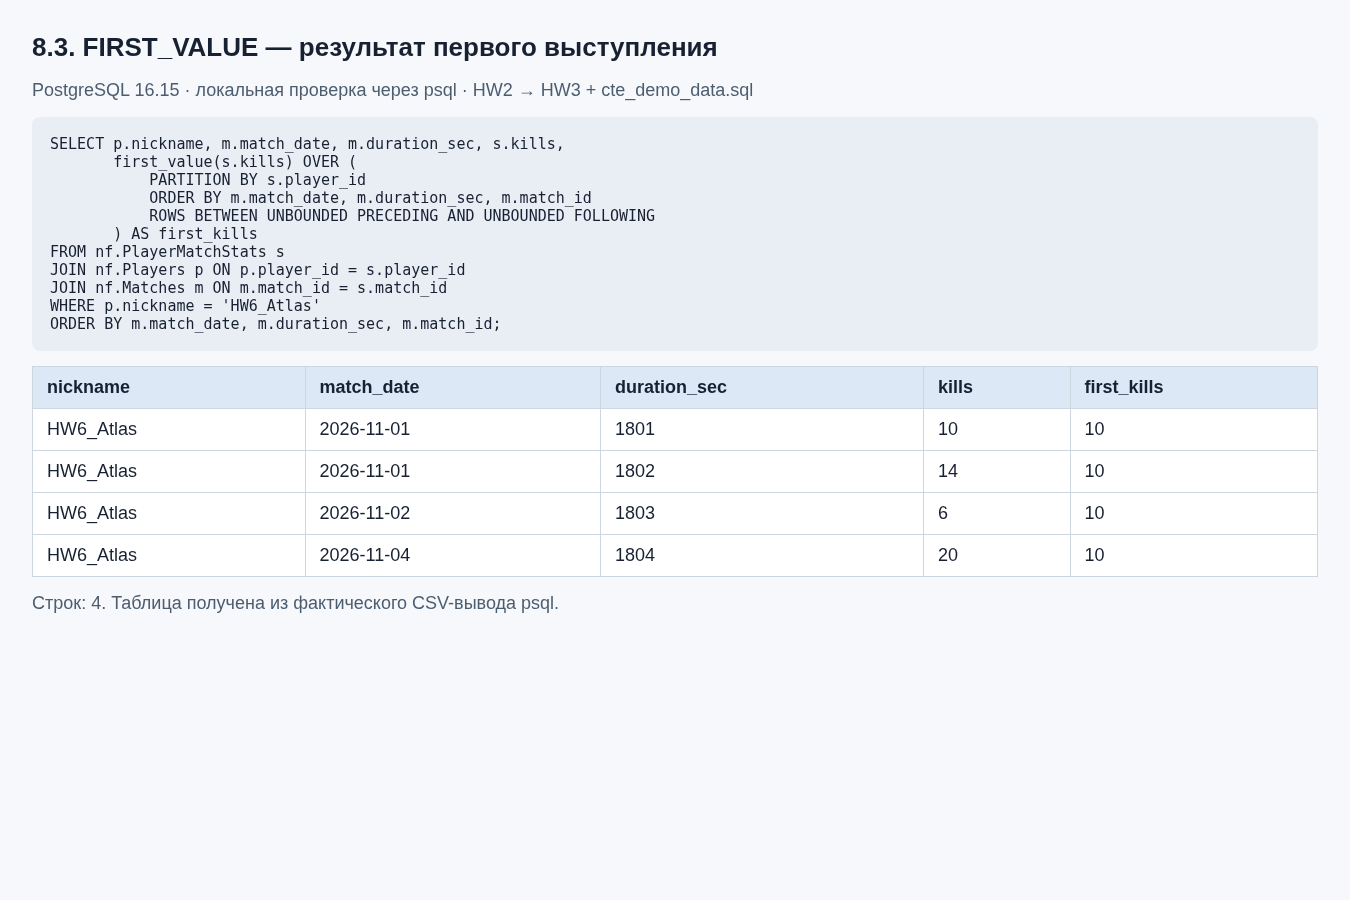 8.3. FIRST_VALUE — результат первого выступления
PostgreSQL 16.15 · локальная проверка через psql · HW2 → HW3 + cte_demo_data.sql
SELECT p.nickname, m.match_date, m.duration_sec, s.kills,
       first_value(s.kills) OVER (
           PARTITION BY s.player_id
           ORDER BY m.match_date, m.duration_sec, m.match_id
           ROWS BETWEEN UNBOUNDED PRECEDING AND UNBOUNDED FOLLOWING
       ) AS first_kills
FROM nf.PlayerMatchStats s
JOIN nf.Players p ON p.player_id = s.player_id
JOIN nf.Matches m ON m.match_id = s.match_id
WHERE p.nickname = 'HW6_Atlas'
ORDER BY m.match_date, m.duration_sec, m.match_id;
nickname match_date duration_sec kills first_kills
HW6_Atlas 2026-11-01 1801 10 10
HW6_Atlas 2026-11-01 1802 14 10
HW6_Atlas 2026-11-02 1803 6 10
HW6_Atlas 2026-11-04 1804 20 10
Строк: 4. Таблица получена из фактического CSV-вывода psql.